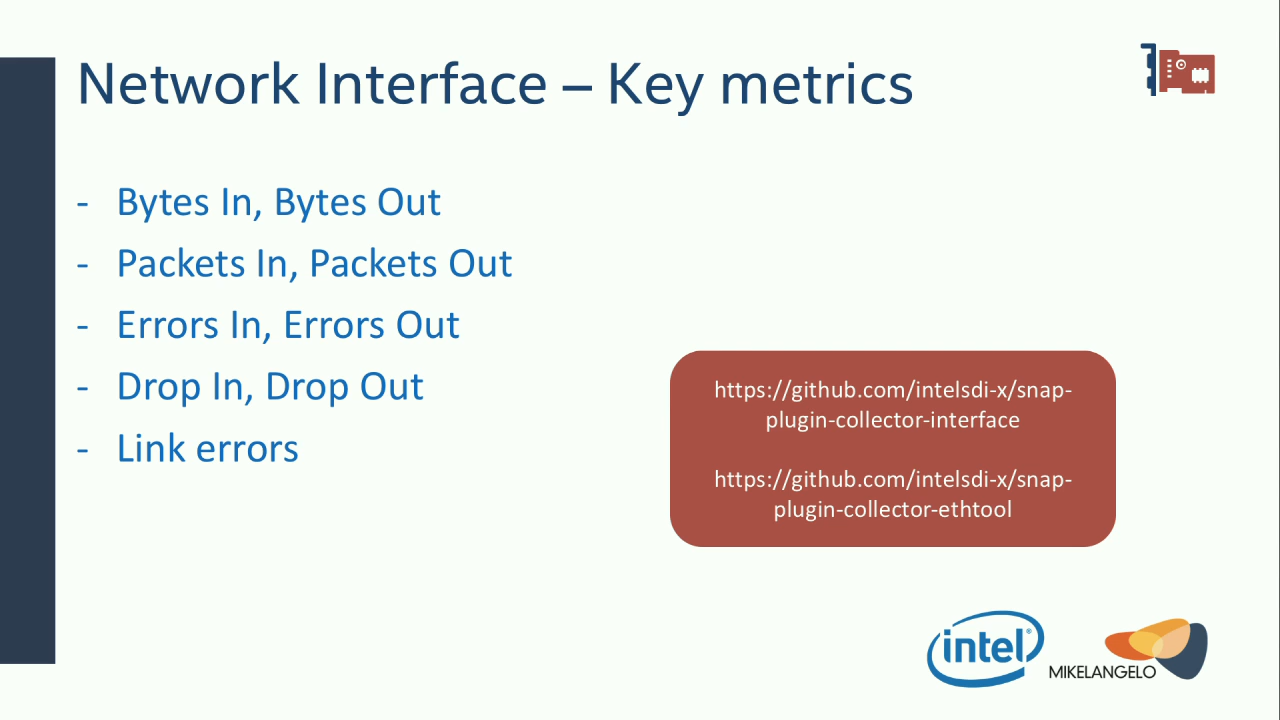 Network Interface – Key metrics
- Bytes In, Bytes Out
- Packets In, Packets Out
- Errors In, Errors Out
- Drop In, Drop Out
- Link errors
https://github.com/intelsdi-x/snap-
plugin-collector-interface
https://github.com/intelsdi-x/snap-
plugin-collector-ethtool
intel®
MIKELANGELO